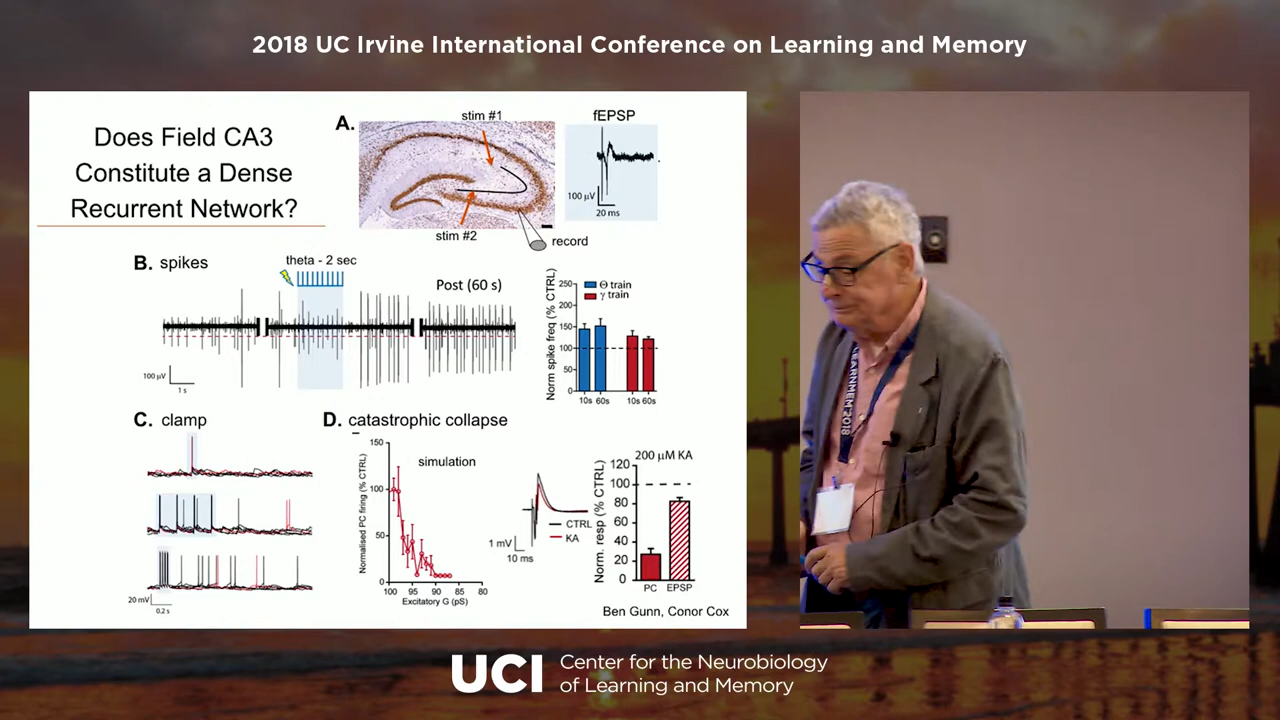 2018 UC Irvine International Conference on Learning and Memory
Does Field CA3
Constitute a Dense
Recurrent Network?
A.
stim #1
fEPSP
100 µV
20 ms
stim #2
record
B. spikes
theta - 2 sec
Post (60 s)
100 µV
1 s
Norm spike freq (% CTRL)
250
200
150
100
50
0
Θ train
γ train
10s 60s 10s 60s
C. clamp
20 mV
0.2 s
D. catastrophic collapse
simulation
Normalised PC firing (% CTRL)
150
100
50
0
100 95 90 85 80
Excitatory G (pS)
CTRL
KA
1 mV
10 ms
200 µM KA
Norm. resp (% CTRL)
120
100
80
60
40
20
0
PC EPSP
Ben Gunn, Conor Cox
LEARNMEM 2018
UCI Center for the Neurobiology
of Learning and Memory